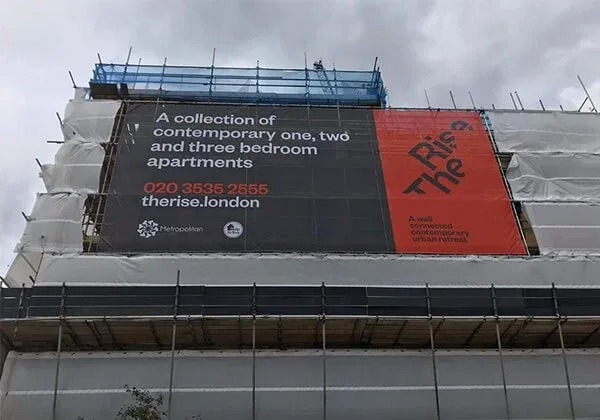 A collection of
contemporary one, two
and three bedroom
apartments
020 3535 2555
therise.london
Metropolitan
The
Rise
A well
connected
contemporary
urban retreat